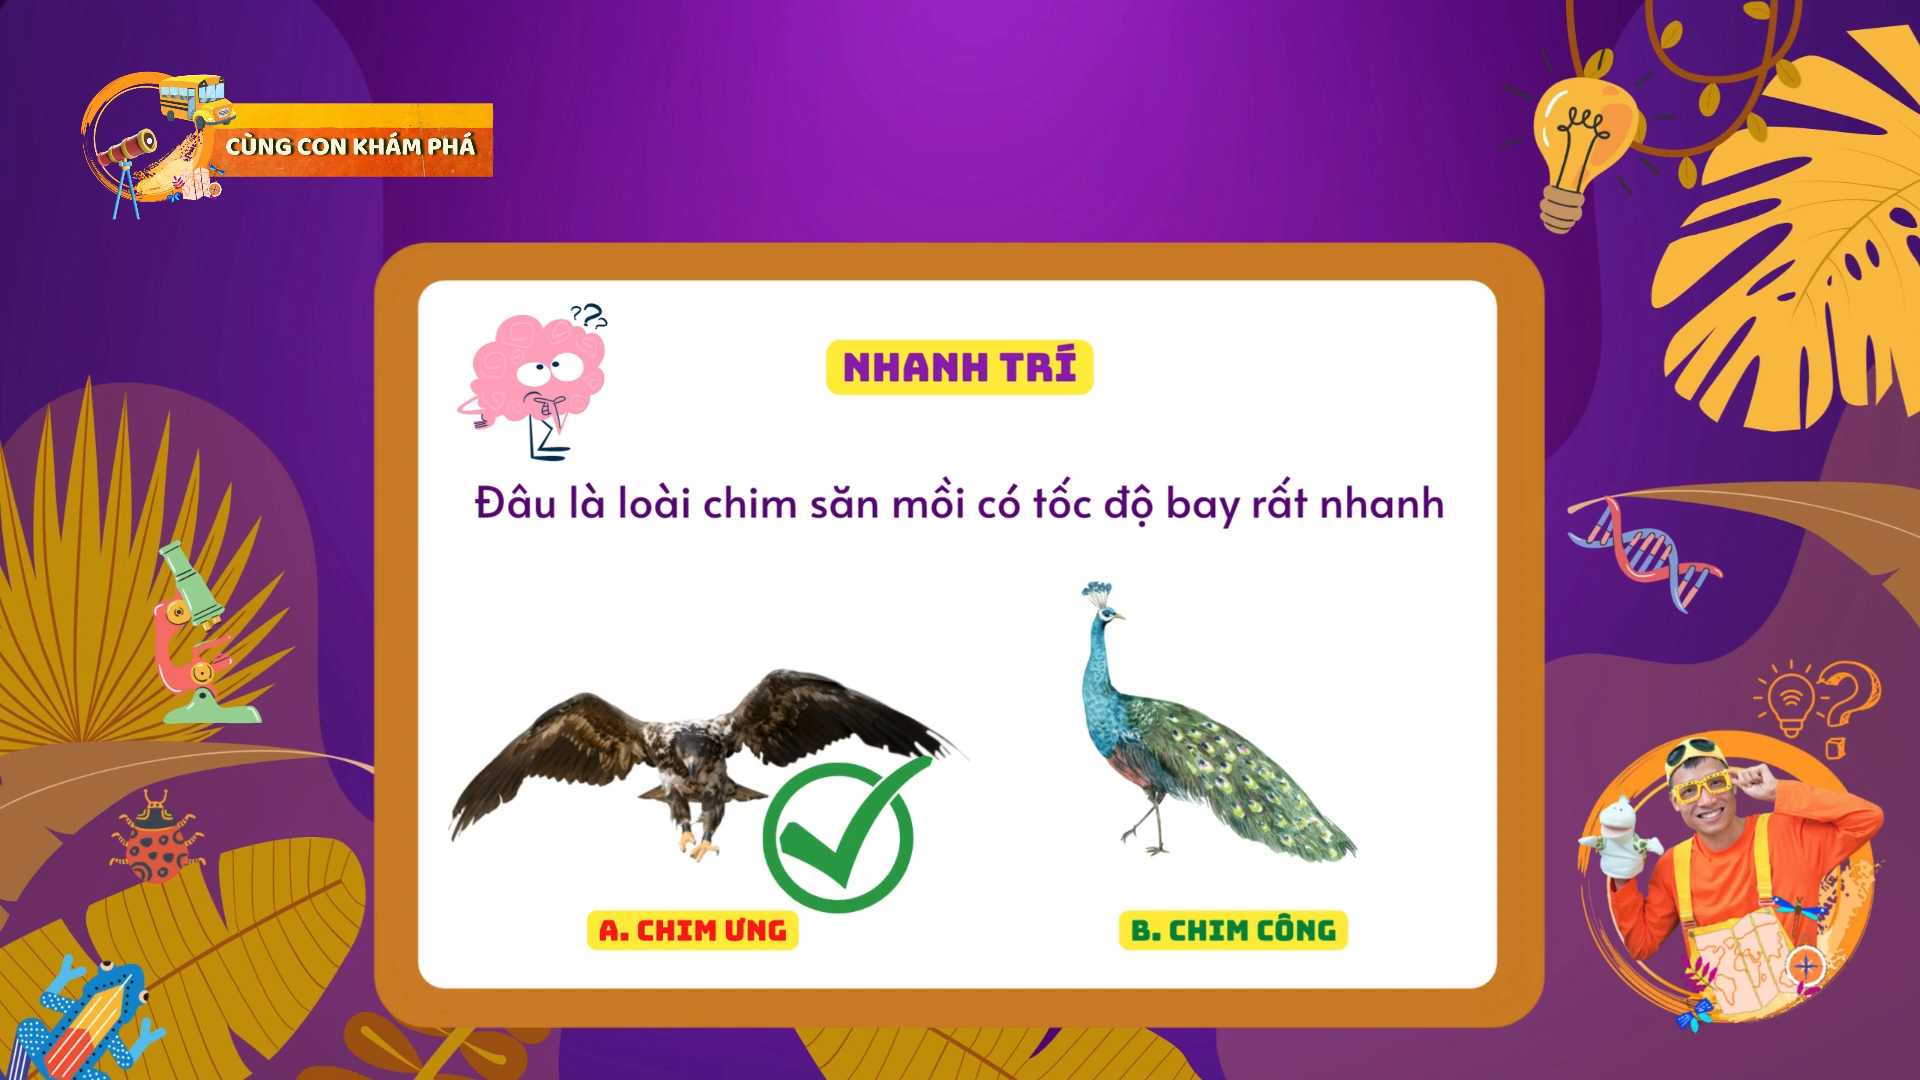 CÙNG CON KHÁM PHÁ
NHANH TRÍ
Đâu là loài chim săn mồi có tốc độ bay rất nhanh
A. CHIM ƯNG
B. CHIM CÔNG